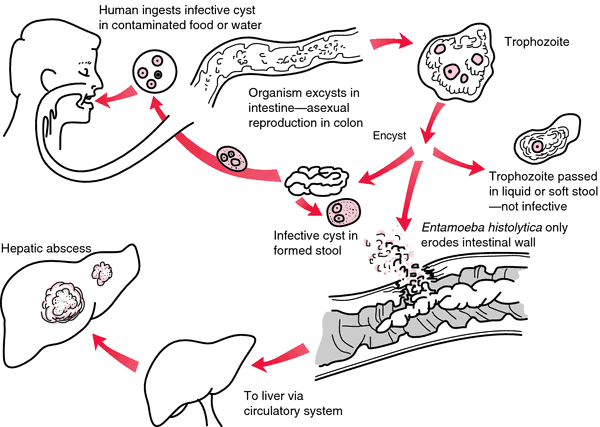 Human ingests infective cyst
in contaminated food or water
Trophozoite
Organism excysts in
intestine—asexual
reproduction in colon
Encyst
Trophozoite passed
in liquid or soft stool
—not infective
Infective cyst in
formed stool
Entamoeba histolytica only
erodes intestinal wall
Hepatic abscess
To liver via
circulatory system